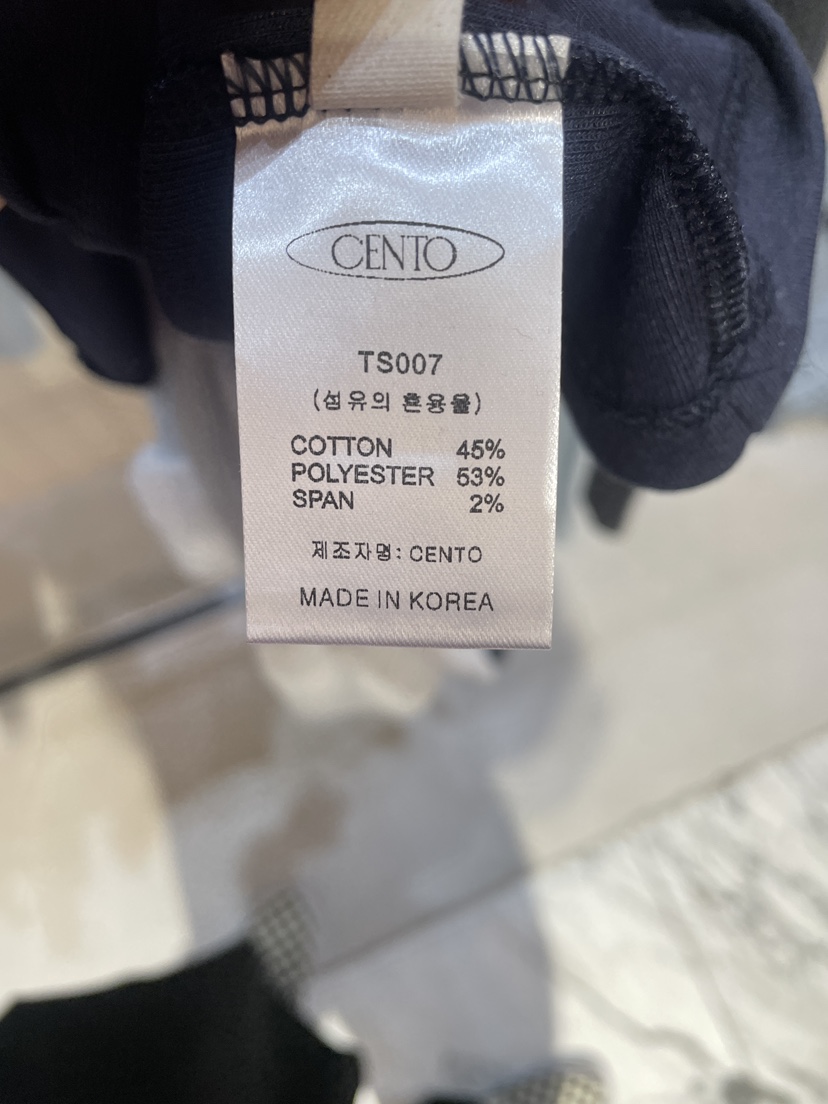 CENTO
TS007
(섬유의 혼용율)
COTTON 45%
POLYESTER 53%
SPAN 2%
제조자명: CENTO
MADE IN KOREA